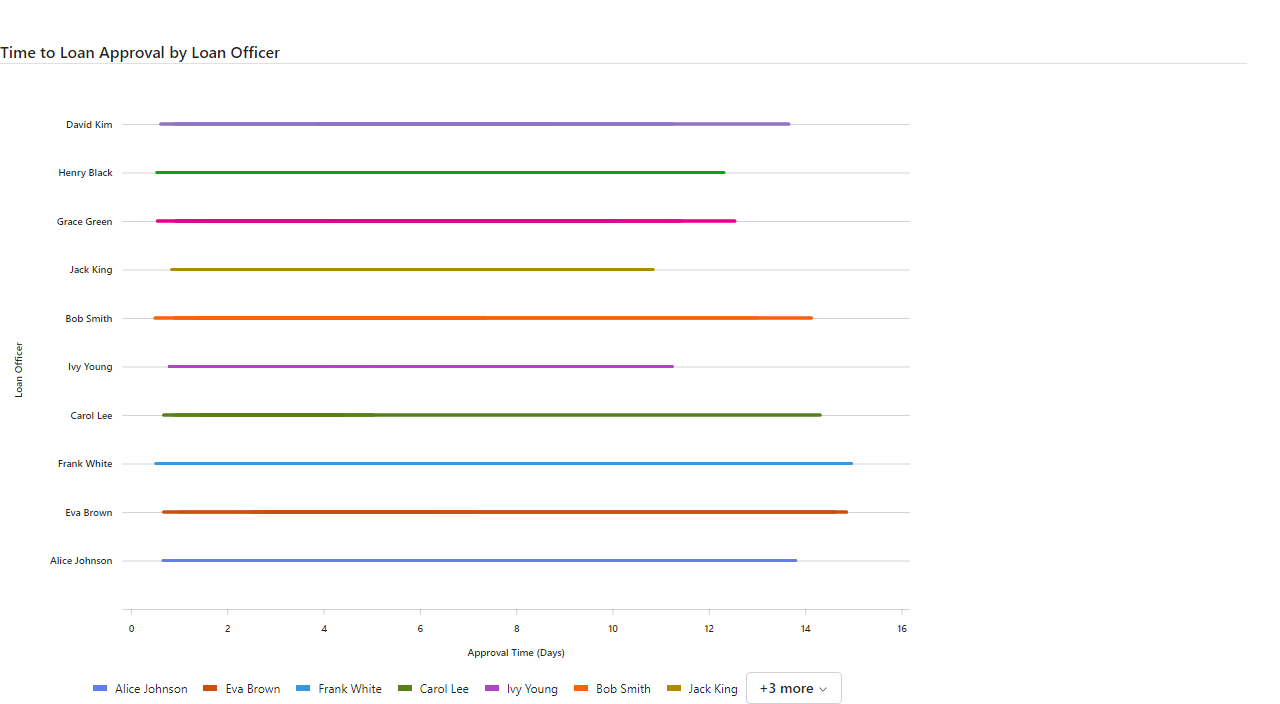 Time to Loan Approval by Loan Officer
David Kim
Henry Black
Grace Green
Jack King
Bob Smith
Ivy Young
Carol Lee
Frank White
Eva Brown
Alice Johnson
Loan Officer
0 2 4 6 8 10 12 14 16
Approval Time (Days)
Alice Johnson Eva Brown Frank White Carol Lee Ivy Young Bob Smith Jack King +3 more